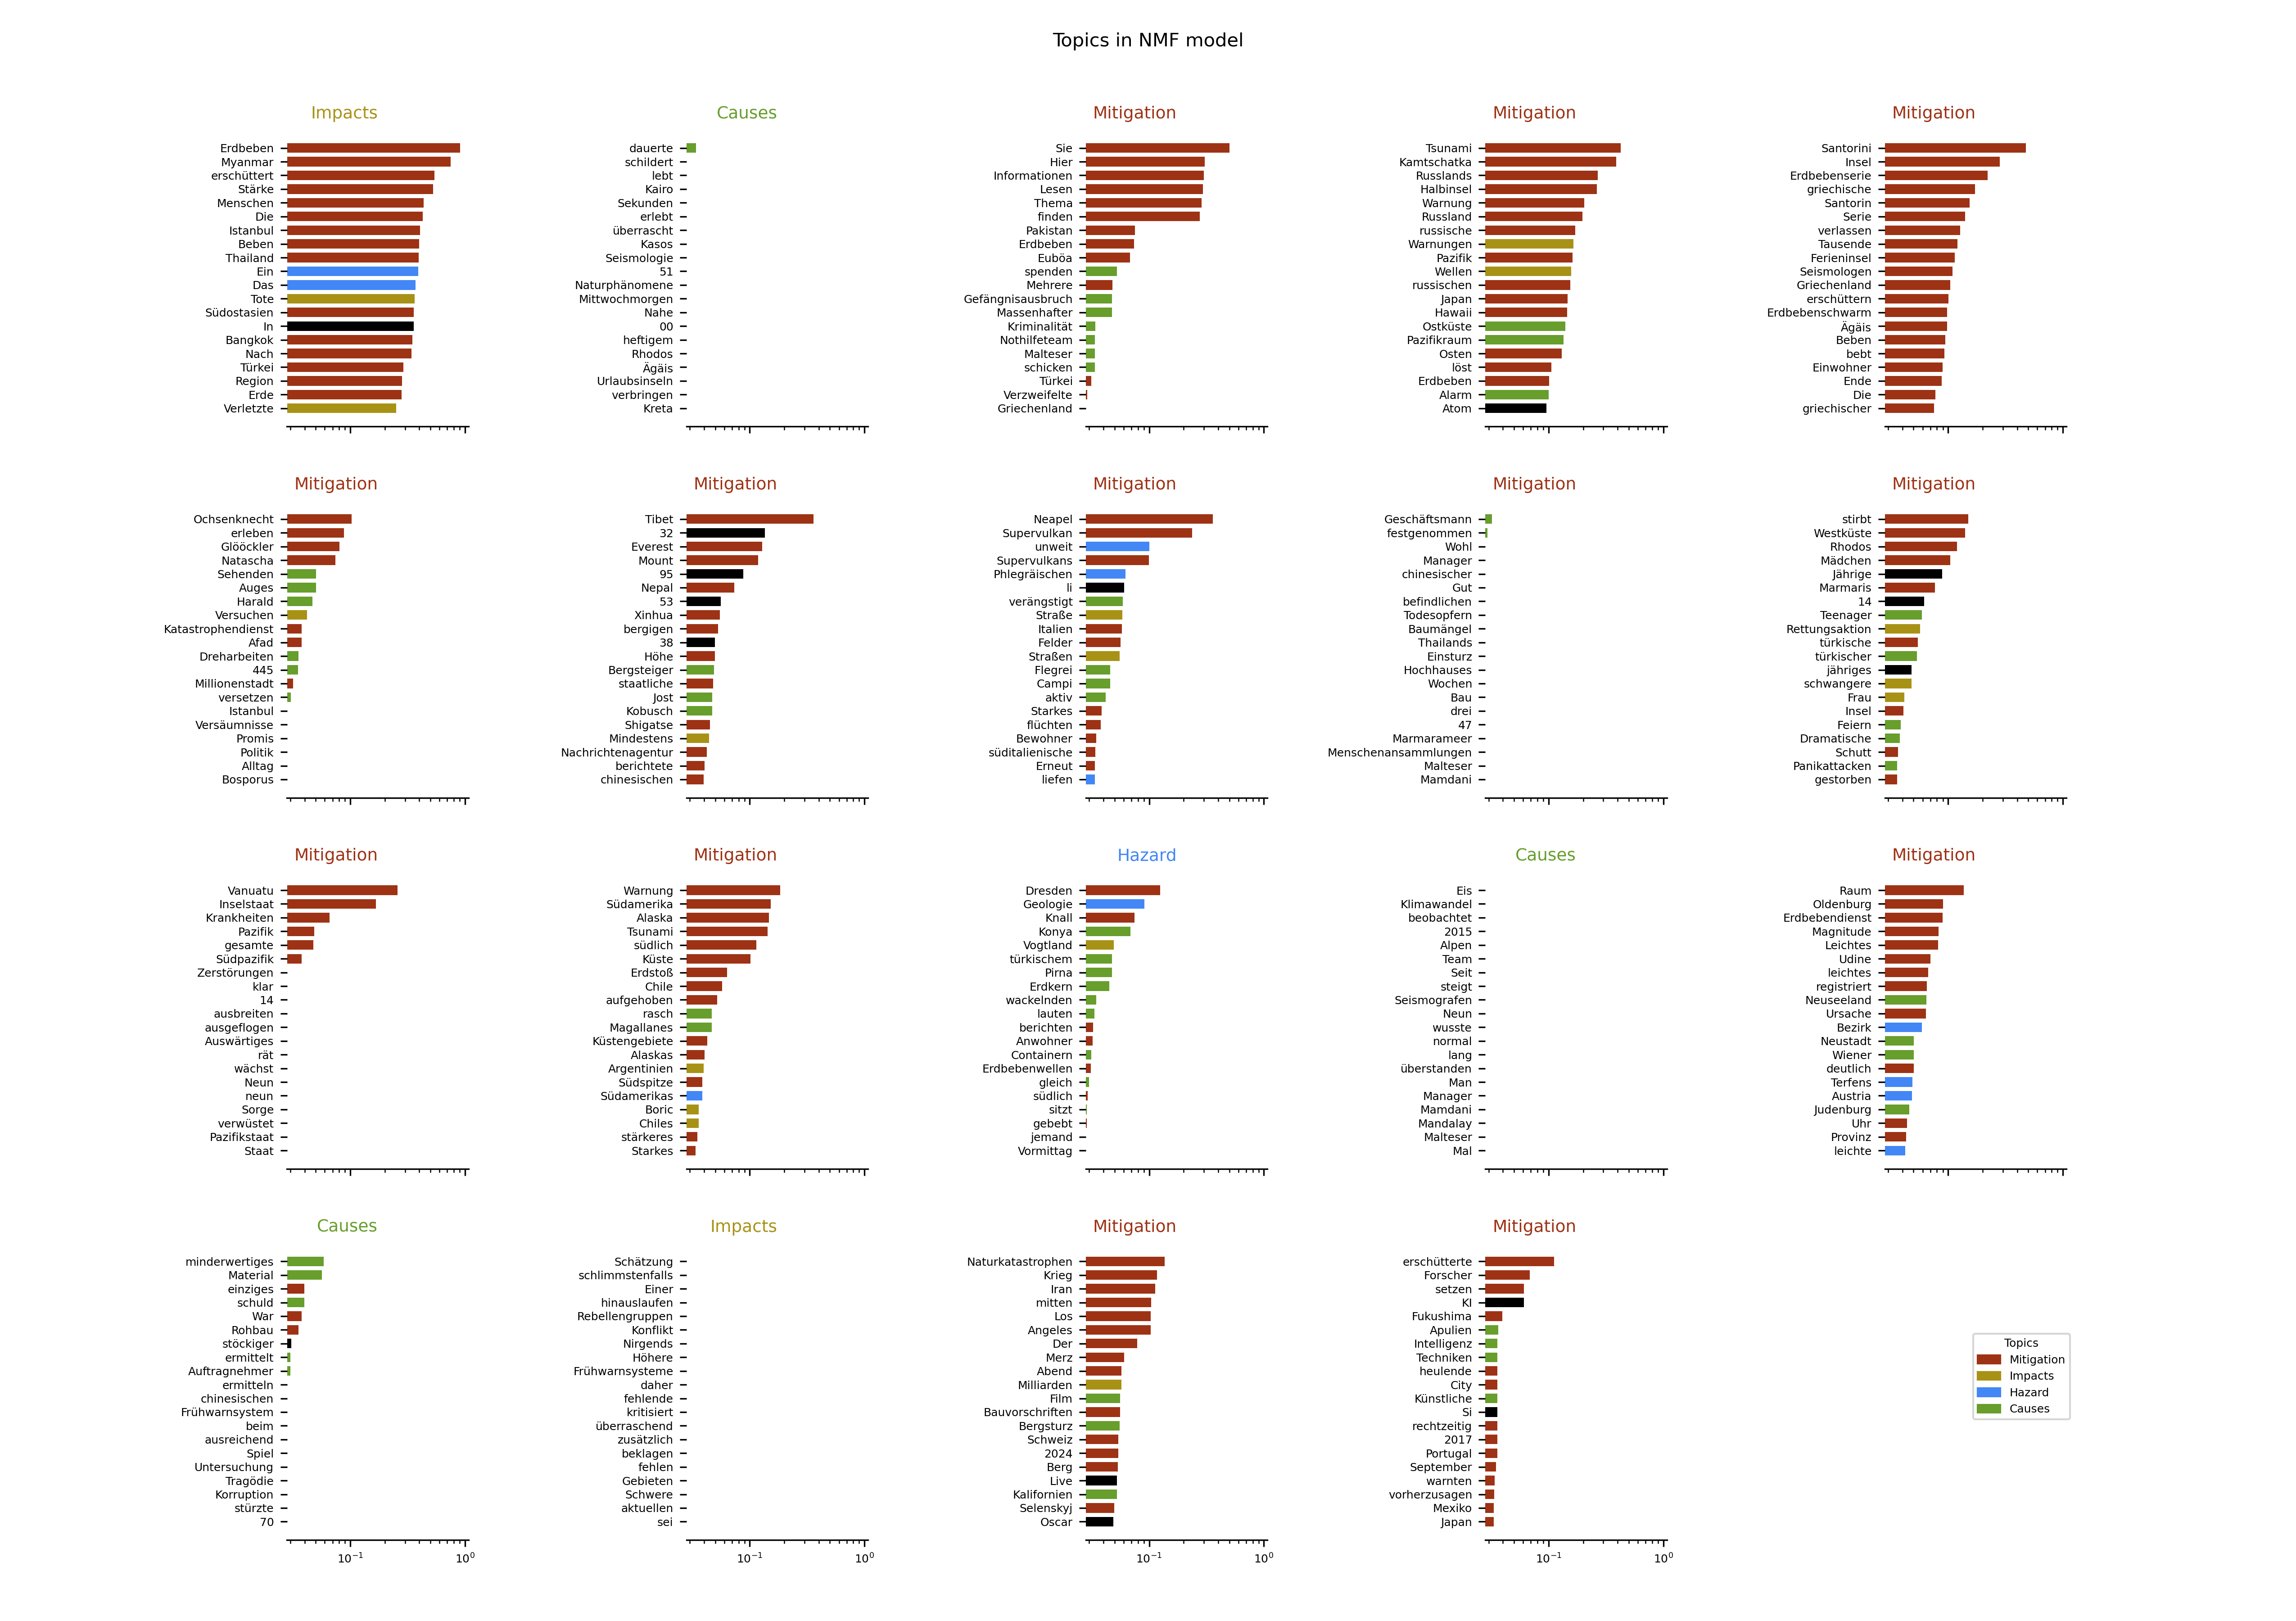 Topics in NMF model
Impacts
Erdbeben
Myanmar
erschüttert
Stärke
Menschen
Die
Istanbul
Beben
Thailand
Ein
Das
Tote
Südostasien
In
Bangkok
Nach
Türkei
Region
Erde
Verletzte
Causes
dauerte
schildert
lebt
Kairo
Sekunden
erlebt
überrascht
Kasos
Seismologie
51
Naturphänomene
Mittwochmorgen
Nahe
00
heftigem
Rhodos
Ägäis
Urlaubsinseln
verbringen
Kreta
Mitigation
Sie
Hier
Informationen
Lesen
Thema
finden
Pakistan
Erdbeben
Euböa
spenden
Mehrere
Gefängnisausbruch
Massenhafter
Kriminalität
Nothilfeteam
Malteser
schicken
Türkei
Verzweifelte
Griechenland
Mitigation
Tsunami
Kamtschatka
Russlands
Halbinsel
Warnung
Russland
russische
Warnungen
Pazifik
Wellen
russischen
Japan
Hawaii
Ostküste
Pazifikraum
Osten
löst
Erdbeben
Alarm
Atom
Mitigation
Santorini
Insel
Erdbebenserie
griechische
Santorin
Serie
verlassen
Tausende
Ferieninsel
Seismologen
Griechenland
erschüttern
Erdbebenschwarm
Ägäis
Beben
bebt
Einwohner
Ende
Die
griechischer
Mitigation
Ochsenknecht
erleben
Glööckler
Natascha
Sehenden
Auges
Harald
Versuchen
Katastrophendienst
Afad
Dreharbeiten
445
Millionenstadt
versetzen
Istanbul
Versäumnisse
Promis
Politik
Alltag
Bosporus
Mitigation
Tibet
32
Everest
Mount
95
Nepal
53
Xinhua
bergigen
38
Höhe
Bergsteiger
staatliche
Jost
Kobusch
Shigatse
Mindestens
Nachrichtenagentur
berichtete
chinesischen
Mitigation
Neapel
Supervulkan
unweit
Supervulkans
Phlegräischen
li
verängstigt
Straße
Italien
Felder
Straßen
Flegrei
Campi
aktiv
Starkes
flüchten
Bewohner
süditalienische
Erneut
liefen
Mitigation
Geschäftsmann
festgenommen
Wohl
Manager
chinesischer
Gut
befindlichen
Todesopfern
Baumängel
Thailands
Einsturz
Hochhauses
Wochen
Bau
drei
47
Marmarameer
Menschenansammlungen
Malteser
Mamdani
Mitigation
stirbt
Westküste
Rhodos
Mädchen
Jährige
Marmaris
14
Teenager
Rettungsaktion
türkische
türkischer
jähriges
schwangere
Frau
Insel
Feiern
Dramatische
Schutt
Panikattacken
gestorben
Mitigation
Vanuatu
Inselstaat
Krankheiten
Pazifik
gesamte
Südpazifik
Zerstörungen
klar
14
ausbreiten
ausgeflogen
Auswärtiges
rät
wächst
Neun
neun
Sorge
verwüstet
Pazifikstaat
Staat
Mitigation
Warnung
Südamerika
Alaska
Tsunami
südlich
Küste
Erdstoß
Chile
aufgehoben
rasch
Magallanes
Küstengebiete
Alaskas
Argentinien
Südspitze
Südamerikas
Boric
Chiles
stärkeres
Starkes
Hazard
Dresden
Geologie
Knall
Konya
Vogtland
türkischem
Pirna
Erdkern
wackelnden
lauten
berichten
Anwohner
Containern
Erdbebenwellen
gleich
südlich
sitzt
gebebt
jemand
Vormittag
Causes
Eis
Klimawandel
beobachtet
2015
Alpen
Team
Seit
steigt
Seismografen
Neun
wusste
normal
lang
überstanden
Man
Manager
Mamdani
Mandalay
Malteser
Mal
Mitigation
Raum
Oldenburg
Erdbebendienst
Magnitude
Leichtes
Udine
leichtes
registriert
Neuseeland
Ursache
Bezirk
Neustadt
Wiener
deutlich
Terfens
Austria
Judenburg
Uhr
Provinz
leichte
Causes
minderwertiges
Material
einziges
schuld
War
Rohbau
stöckiger
ermittelt
Auftragnehmer
ermitteln
chinesischen
Frühwarnsystem
beim
ausreichend
Spiel
Untersuchung
Tragödie
Korruption
stürzte
70
10⁻¹ 10⁰
Impacts
Schätzung
schlimmstenfalls
Einer
hinauslaufen
Rebellengruppen
Konflikt
Nirgends
Höhere
Frühwarnsysteme
daher
fehlende
kritisiert
überraschend
zusätzlich
beklagen
fehlen
Gebieten
Schwere
aktuellen
sei
10⁻¹ 10⁰
Mitigation
Naturkatastrophen
Krieg
Iran
mitten
Los
Angeles
Der
Merz
Abend
Milliarden
Film
Bauvorschriften
Bergsturz
Schweiz
2024
Berg
Live
Kalifornien
Selenskyj
Oscar
10⁻¹ 10⁰
Mitigation
erschütterte
Forscher
setzen
KI
Fukushima
Apulien
Intelligenz
Techniken
heulende
City
Künstliche
Si
rechtzeitig
2017
Portugal
September
warnten
vorherzusagen
Mexiko
Japan
10⁻¹ 10⁰
Topics
Mitigation
Impacts
Hazard
Causes